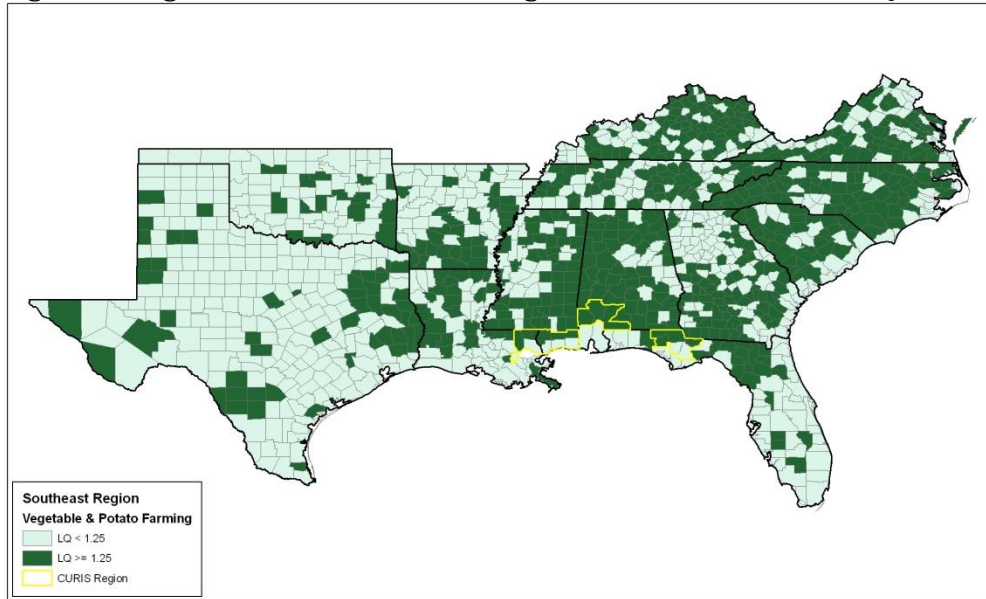 Southeast Region
Vegetable & Potato Farming
LQ < 1.25
LQ >= 1.25
CURIS Region